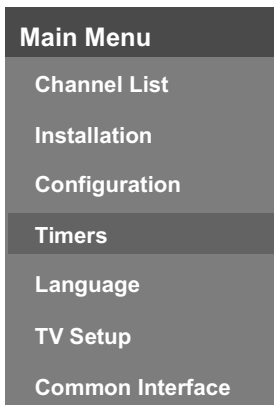 Main Menu
Channel List
Installation
Configuration
Timers
Language
TV Setup
Common Interface